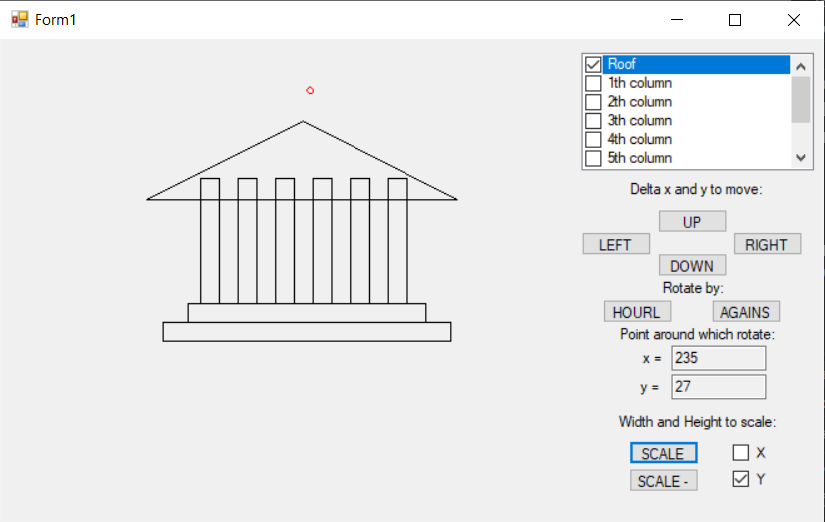 Form1
Roof
1th column
2th column
3th column
4th column
5th column
Delta x and y to move:
UP
LEFT
RIGHT
DOWN
Rotate by:
HOURL
AGAINS
Point around which rotate:
x = 235
y = 27
Width and Height to scale:
SCALE
X
SCALE -
Y